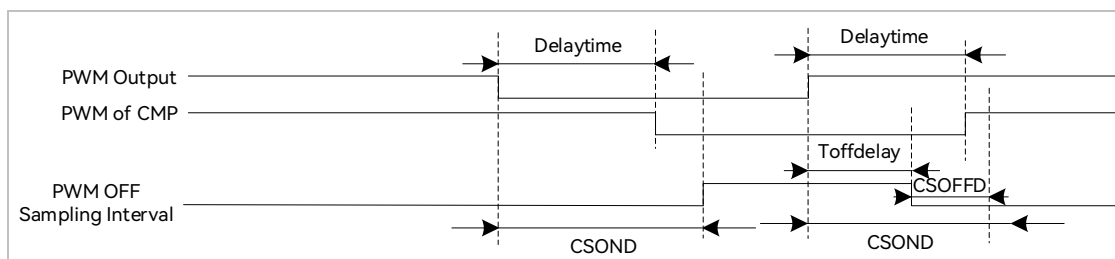 Delaytime
Delaytime
PWM Output
PWM of CMP
Toffdelay
PWM OFF
CSOFFD
Sampling Interval
CSOND
CSOND